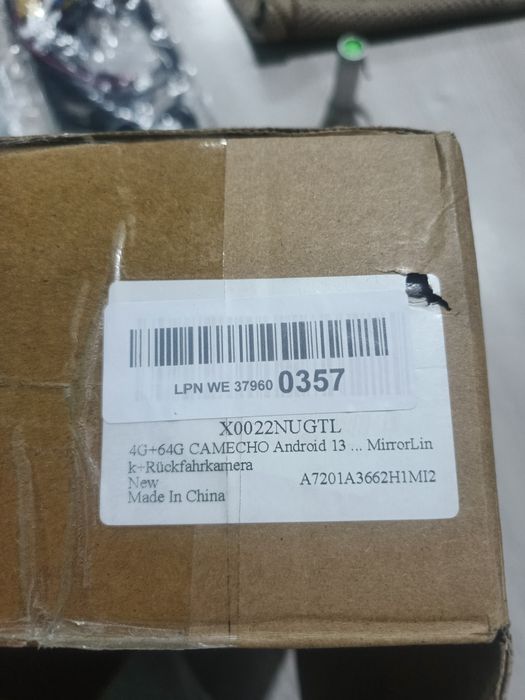 LPN WE 37960 0357
X0022NUGTL
4G+64G CAMECHO Android 13 ... MirrorLin
k+Rückfahrkamera
New
A7201A3662H1MI2
Made In China